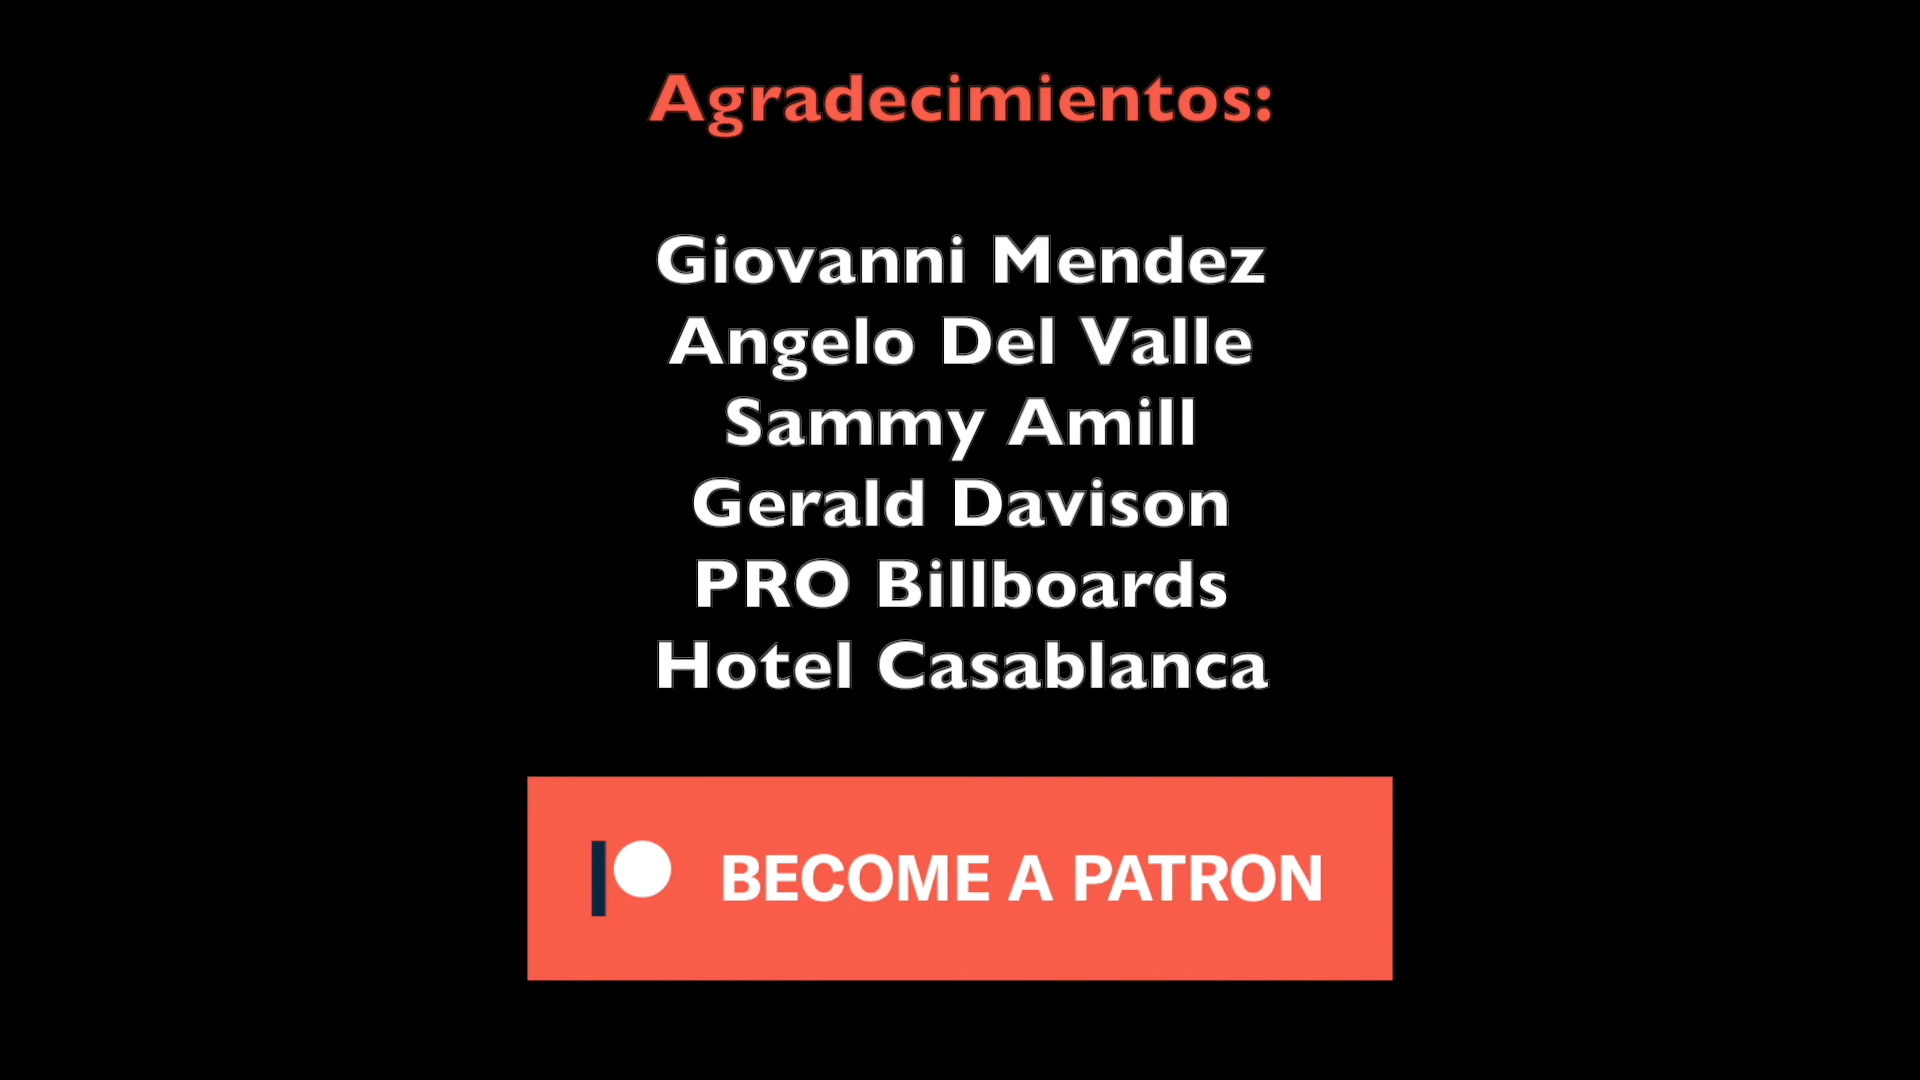 Agradecimientos:
Giovanni Mendez
Angelo Del Valle
Sammy Amill
Gerald Davison
PRO Billboards
Hotel Casablanca
BECOME A PATRON